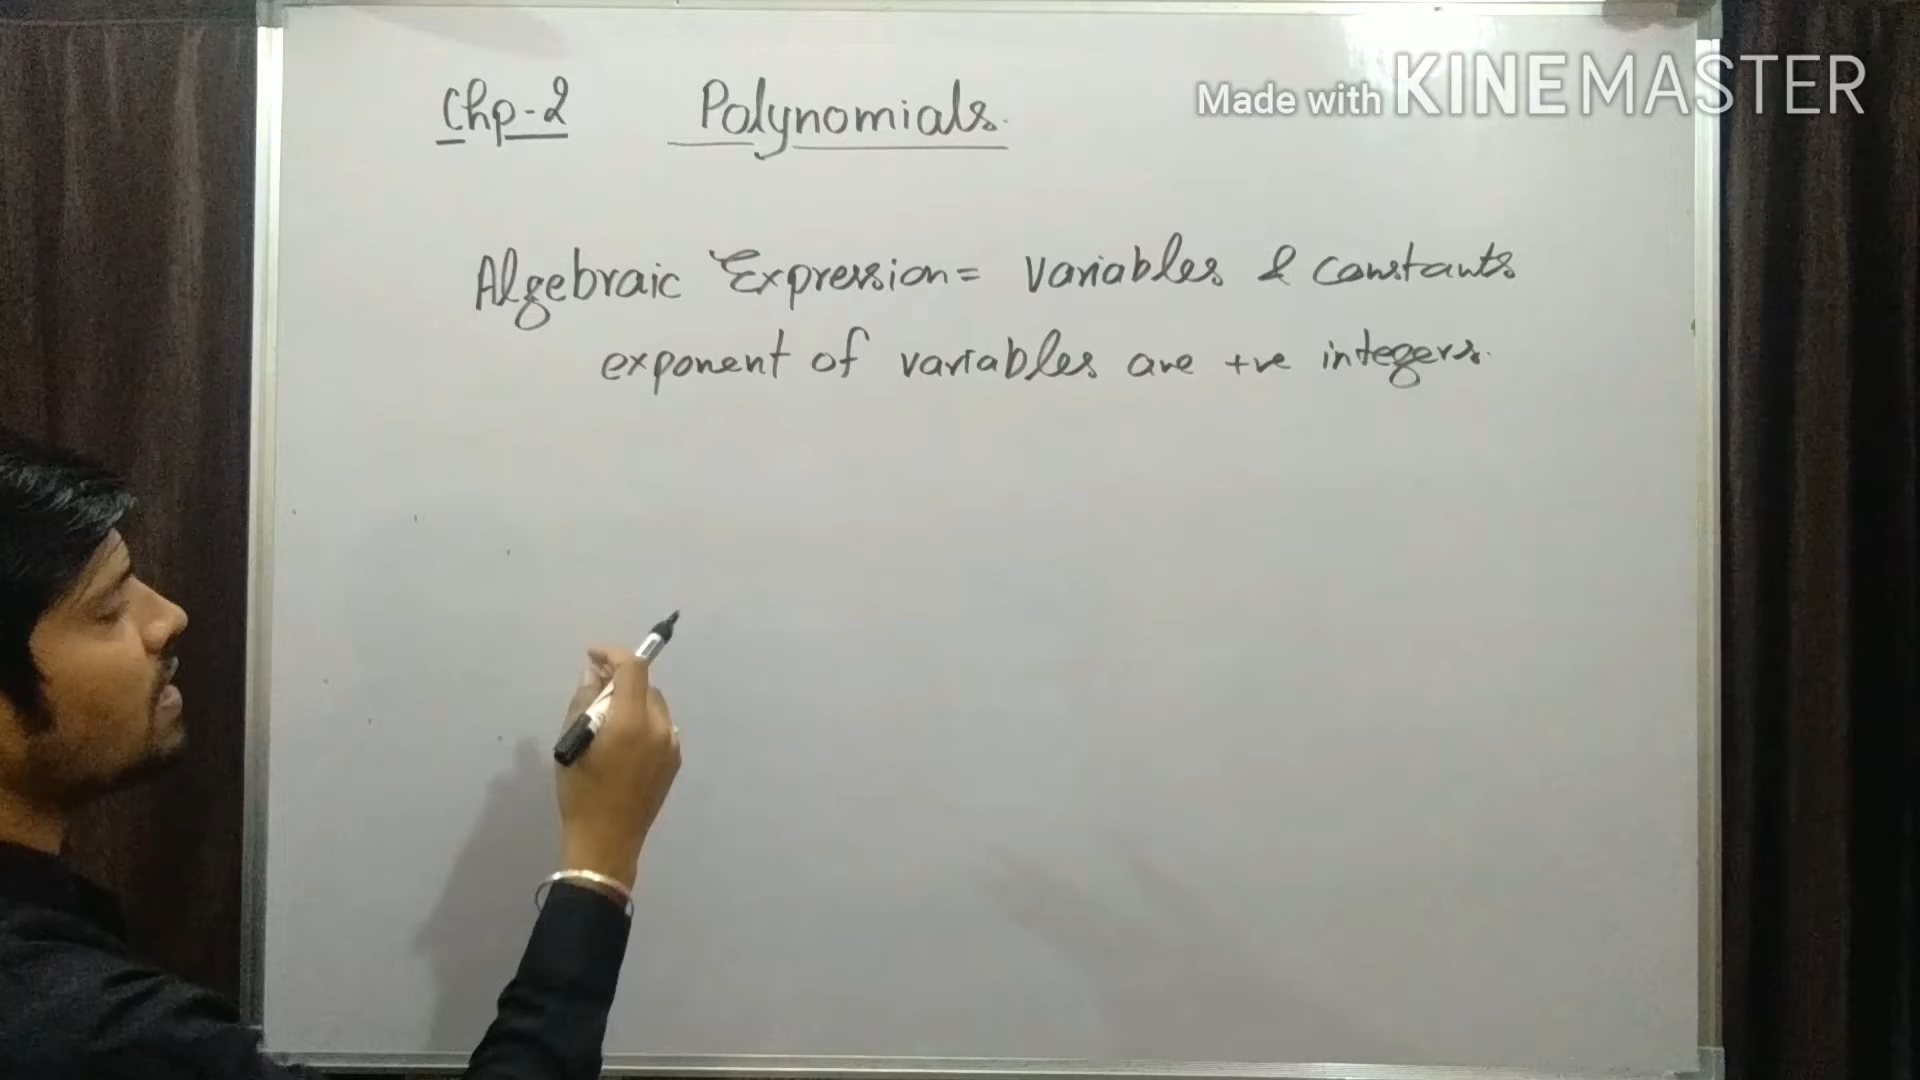 Chp-2 Polynomials.
Made with KINEMASTER
Algebraic Expression = Variables & constants
exponent of variables are +ve integers.